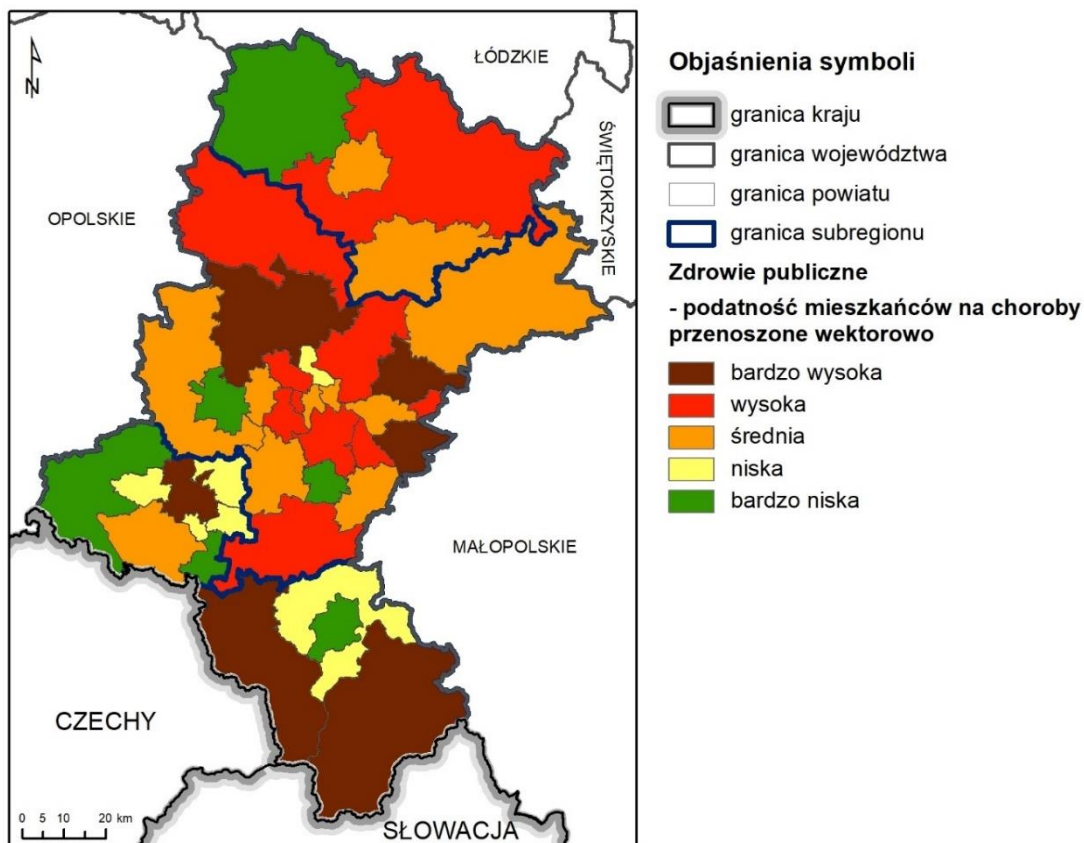 N
ŁÓDZKIE
ŚWIĘTOKRZYSKIE
OPOLSKIE
MAŁOPOLSKIE
CZECHY
SŁOWACJA
0 5 10 20 km
Objaśnienia symboli
granica kraju
granica województwa
granica powiatu
granica subregionu
Zdrowie publiczne
- podatność mieszkańców na choroby
przenoszone wektorowo
bardzo wysoka
wysoka
średnia
niska
bardzo niska